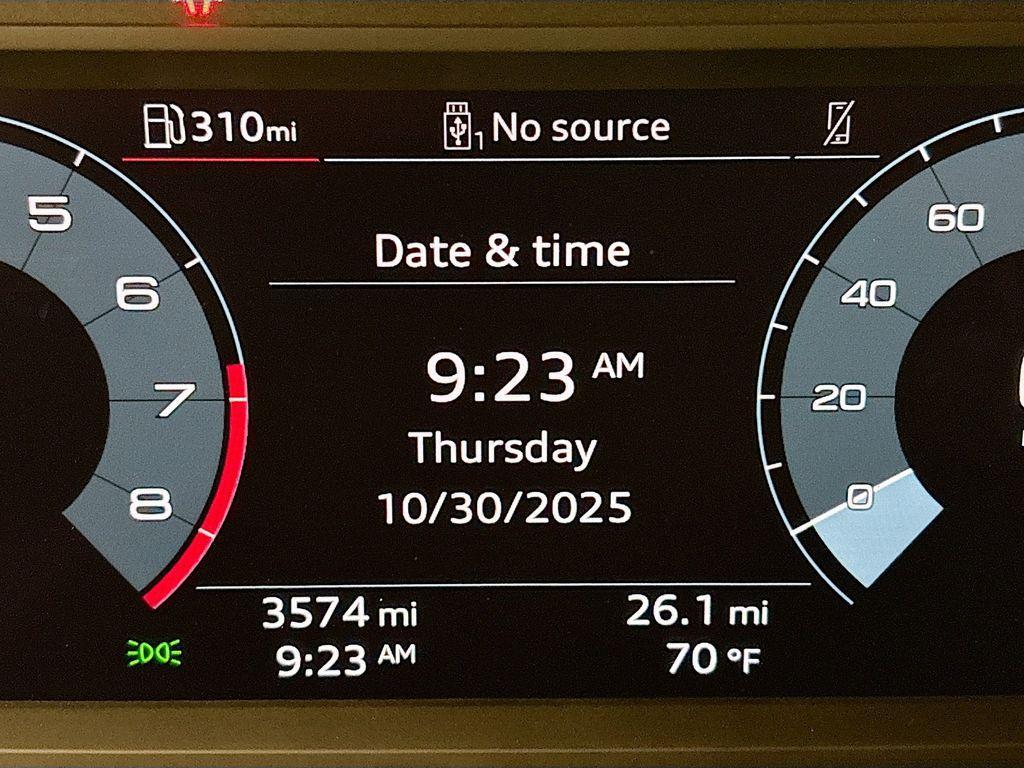 310mi
1 No source
Date & time
9:23 AM
Thursday
10/30/2025
3574 mi
26.1 mi
9:23 AM
70 °F
5
6
7
8
60
40
20
0